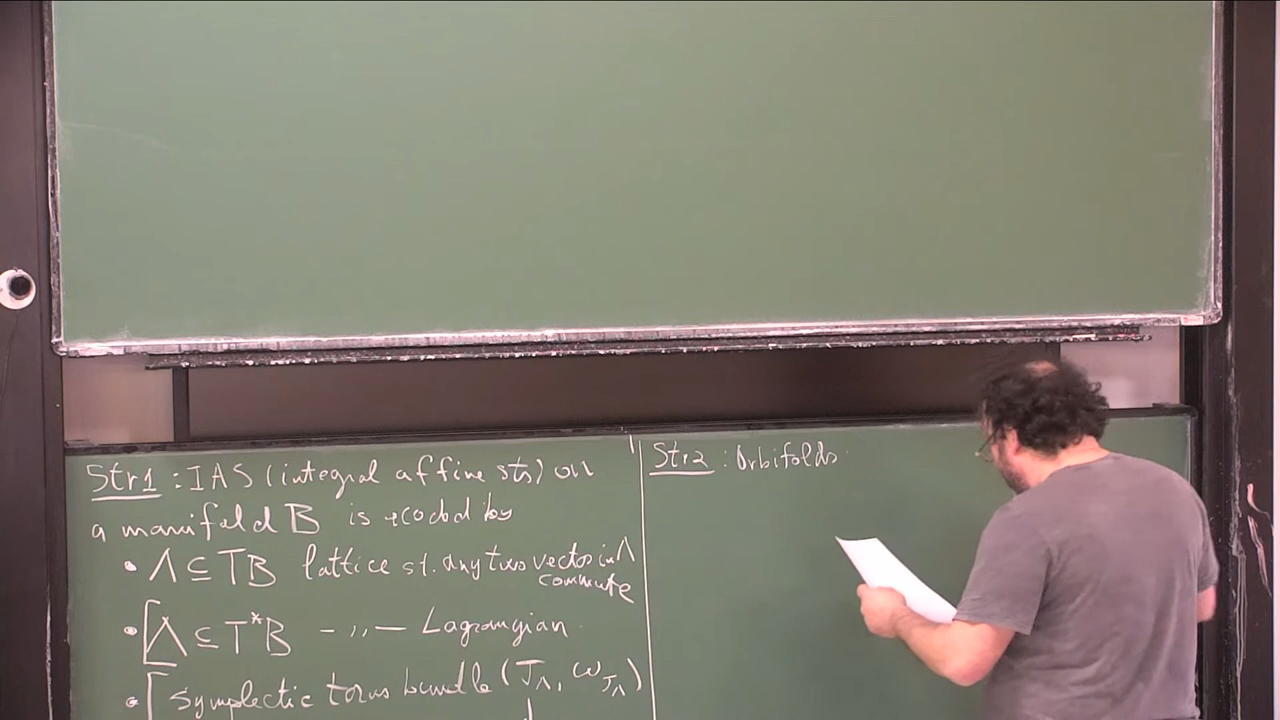 Str1 : IAS (integral affine sts) on
a manifold B is recoded by
• Λ ⊆ TB lattice st. any two vectors in Λ
commute
• Λ ⊆ T*B - ,, - Lagrangian
• Symplectic torus bundle (J_Λ, ω_{J_Λ})
Str2 : Orbifolds